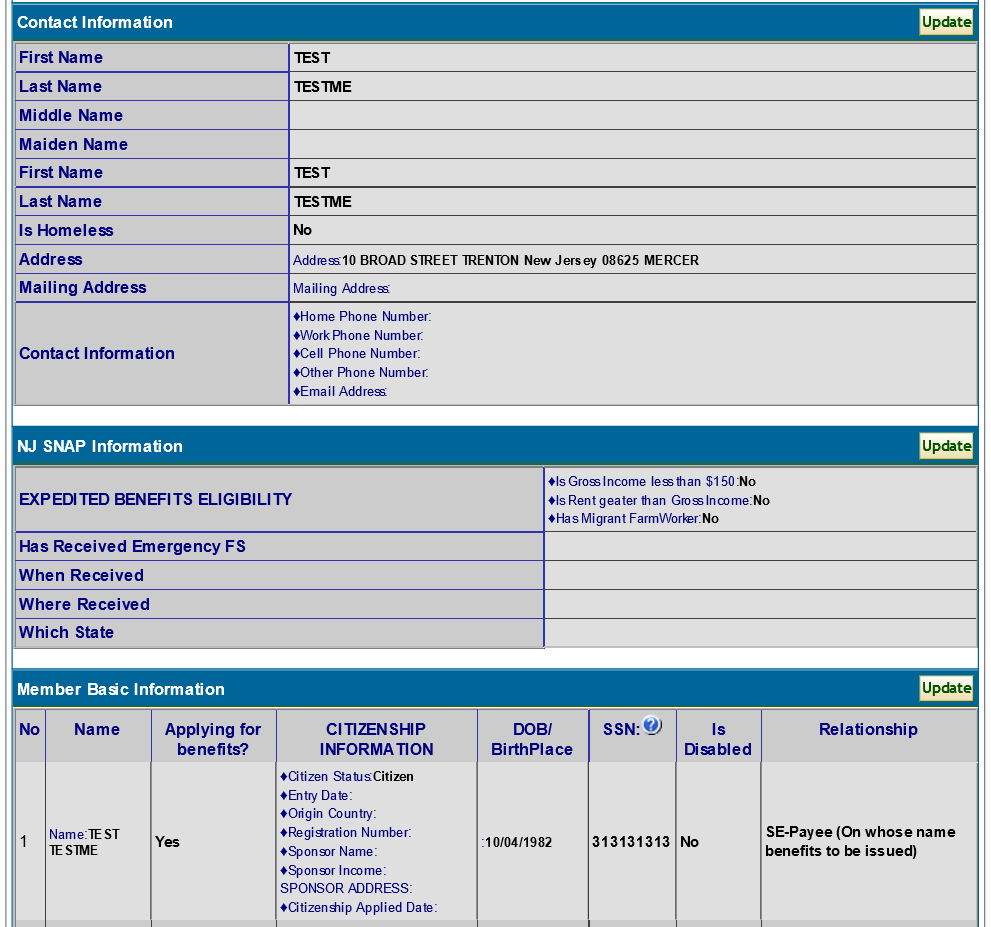 Contact Information Update
First Name TEST
Last Name TESTME
Middle Name
Maiden Name
First Name TEST
Last Name TESTME
Is Homeless No
Address Address:10 BROAD STREET TRENTON New Jersey 08625 MERCER
Mailing Address Mailing Address:
Contact Information
♦Home Phone Number:
♦Work Phone Number:
♦Cell Phone Number:
♦Other Phone Number:
♦Email Address:
NJ SNAP Information Update
EXPEDITED BENEFITS ELIGIBILITY
♦Is Gross Income less than $150:No
♦Is Rent geater than Gross Income:No
♦Has Migrant FarmWorker:No
Has Received Emergency FS
When Received
Where Received
Which State
Member Basic Information Update
No
Name
Applying for
benefits?
CITIZENSHIP
INFORMATION
DOB/
BirthPlace
SSN:?
Is
Disabled
Relationship
1
Name:TEST
TESTME
Yes
♦Citizen Status:Citizen
♦Entry Date:
♦Origin Country:
♦Registration Number:
♦Sponsor Name:
♦Sponsor Income:
SPONSOR ADDRESS:
♦Citizenship Applied Date:
:10/04/1982
313131313
No
SE-Payee (On whose name
benefits to be issued)